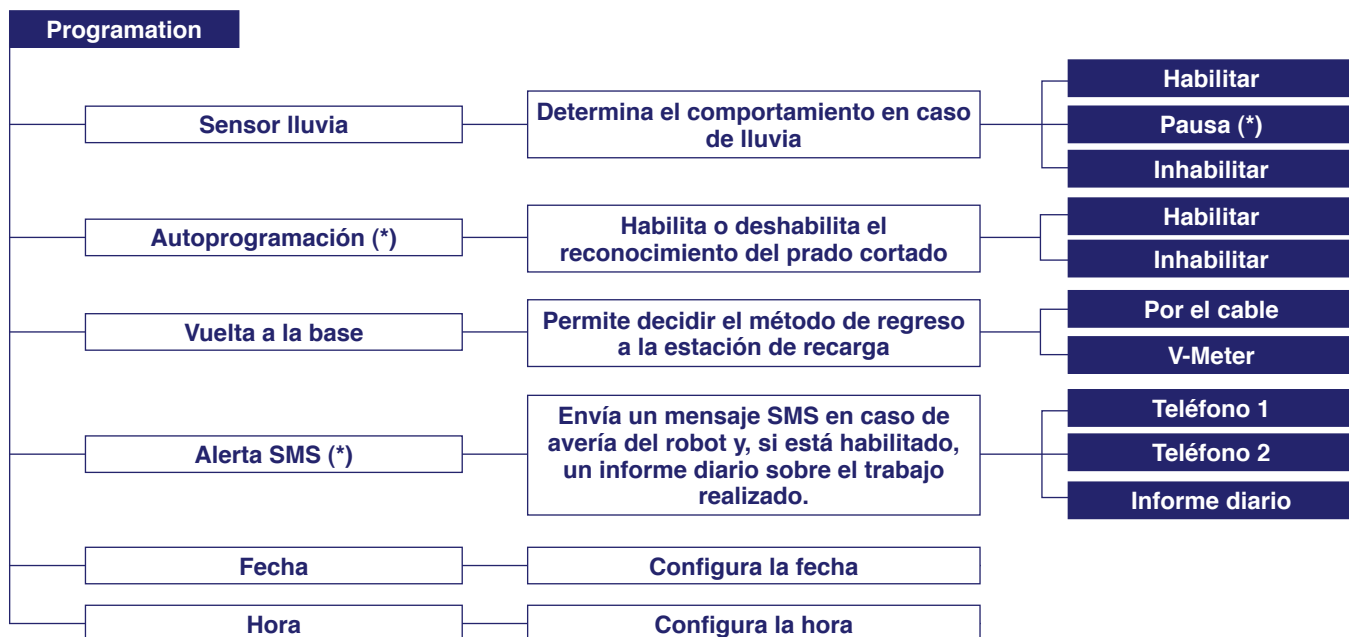 Programation
Sensor lluvia
Determina el comportamiento en caso
de lluvia
Habilitar
Pausa (*)
Inhabilitar
Autoprogramación (*)
Habilita o deshabilita el
reconocimiento del prado cortado
Habilitar
Inhabilitar
Vuelta a la base
Permite decidir el método de regreso
a la estación de recarga
Por el cable
V-Meter
Alerta SMS (*)
Envía un mensaje SMS en caso de
avería del robot y, si está habilitado,
un informe diario sobre el trabajo
realizado.
Teléfono 1
Teléfono 2
Informe diario
Fecha
Configura la fecha
Hora
Configura la hora